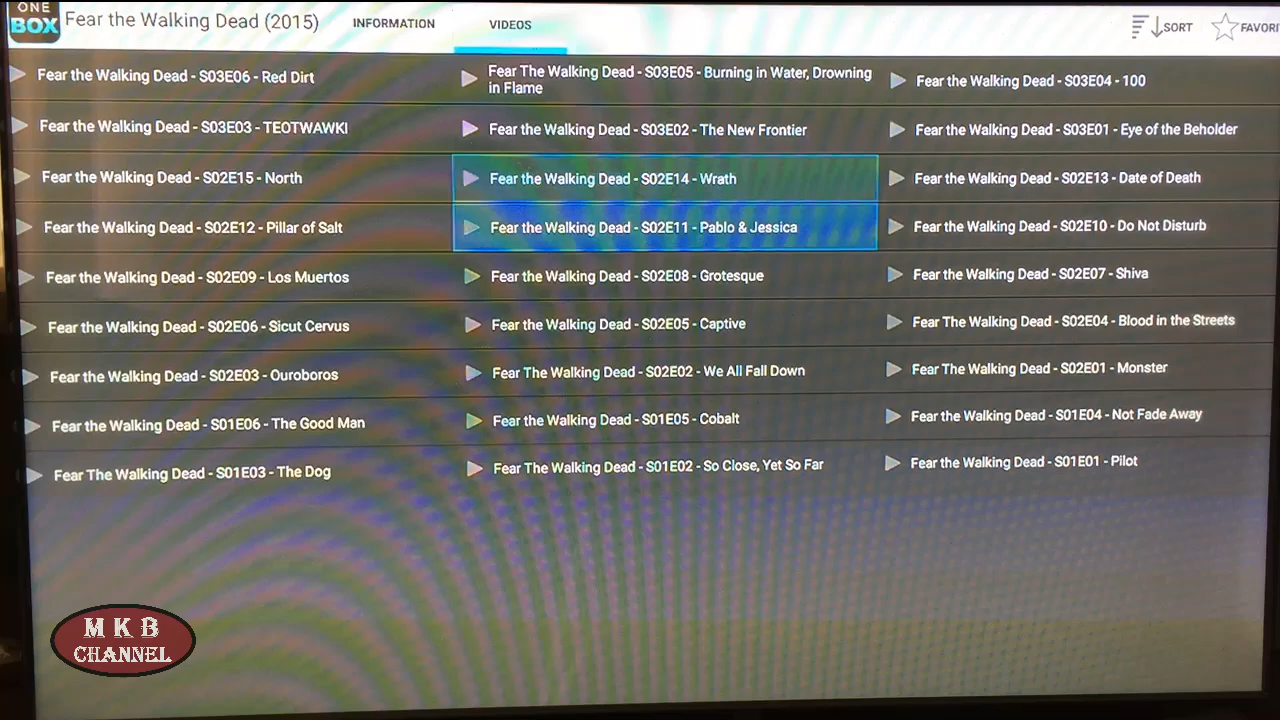 ONE
BOX
Fear the Walking Dead (2015)
INFORMATION
VIDEOS
SORT
FAVORI
Fear the Walking Dead - S03E06 - Red Dirt
Fear The Walking Dead - S03E05 - Burning in Water, Drowning
in Flame
Fear the Walking Dead - S03E04 - 100
Fear the Walking Dead - S03E03 - TEOTWAWKI
Fear the Walking Dead - S03E02 - The New Frontier
Fear the Walking Dead - S03E01 - Eye of the Beholder
Fear the Walking Dead - S02E15 - North
Fear the Walking Dead - S02E14 - Wrath
Fear the Walking Dead - S02E13 - Date of Death
Fear the Walking Dead - S02E12 - Pillar of Salt
Fear the Walking Dead - S02E11 - Pablo & Jessica
Fear the Walking Dead - S02E10 - Do Not Disturb
Fear the Walking Dead - S02E09 - Los Muertos
Fear the Walking Dead - S02E08 - Grotesque
Fear the Walking Dead - S02E07 - Shiva
Fear the Walking Dead - S02E06 - Sicut Cervus
Fear the Walking Dead - S02E05 - Captive
Fear The Walking Dead - S02E04 - Blood in the Streets
Fear the Walking Dead - S02E03 - Ouroboros
Fear The Walking Dead - S02E02 - We All Fall Down
Fear The Walking Dead - S02E01 - Monster
Fear the Walking Dead - S01E06 - The Good Man
Fear the Walking Dead - S01E05 - Cobalt
Fear the Walking Dead - S01E04 - Not Fade Away
Fear The Walking Dead - S01E03 - The Dog
Fear The Walking Dead - S01E02 - So Close, Yet So Far
Fear the Walking Dead - S01E01 - Pilot
M K B
CHANNEL